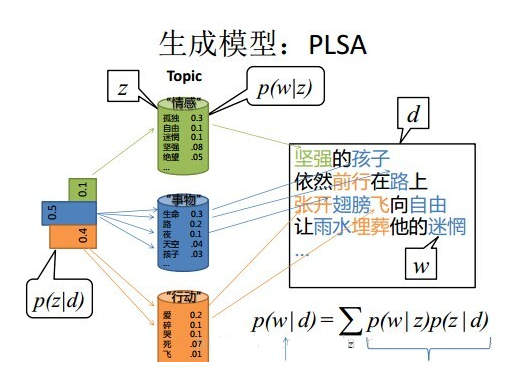 生成模型：PLSA
Topic
z
p(w|z)
d
"情感"
孤独 0.3
自由 0.1
迷惘 0.1
坚强 .08
绝望 .05
...
坚强的孩子
依然前行在路上
张开翅膀飞向自由
让雨水埋葬他的迷惘
...
w
0.1
0.5
0.4
p(z|d)
"事物"
生命 0.3
路 0.2
夜 0.1
天空 .04
孩子 .03
...
"行动"
爱 0.2
碎 0.1
哭 0.1
死 .07
飞 .01
p(w|d)=∑p(w|z)p(z|d)